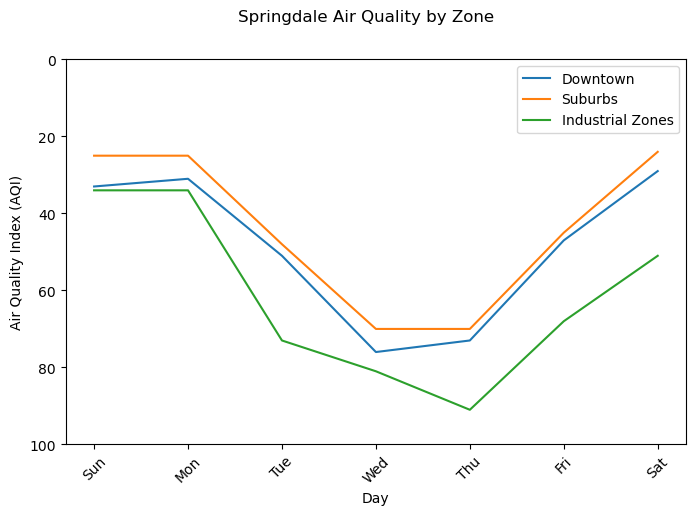 Springdale Air Quality by Zone
0
20
40
60
80
100
Air Quality Index (AQI)
Downtown
Suburbs
Industrial Zones
Sun
Mon
Tue
Wed
Thu
Fri
Sat
Day